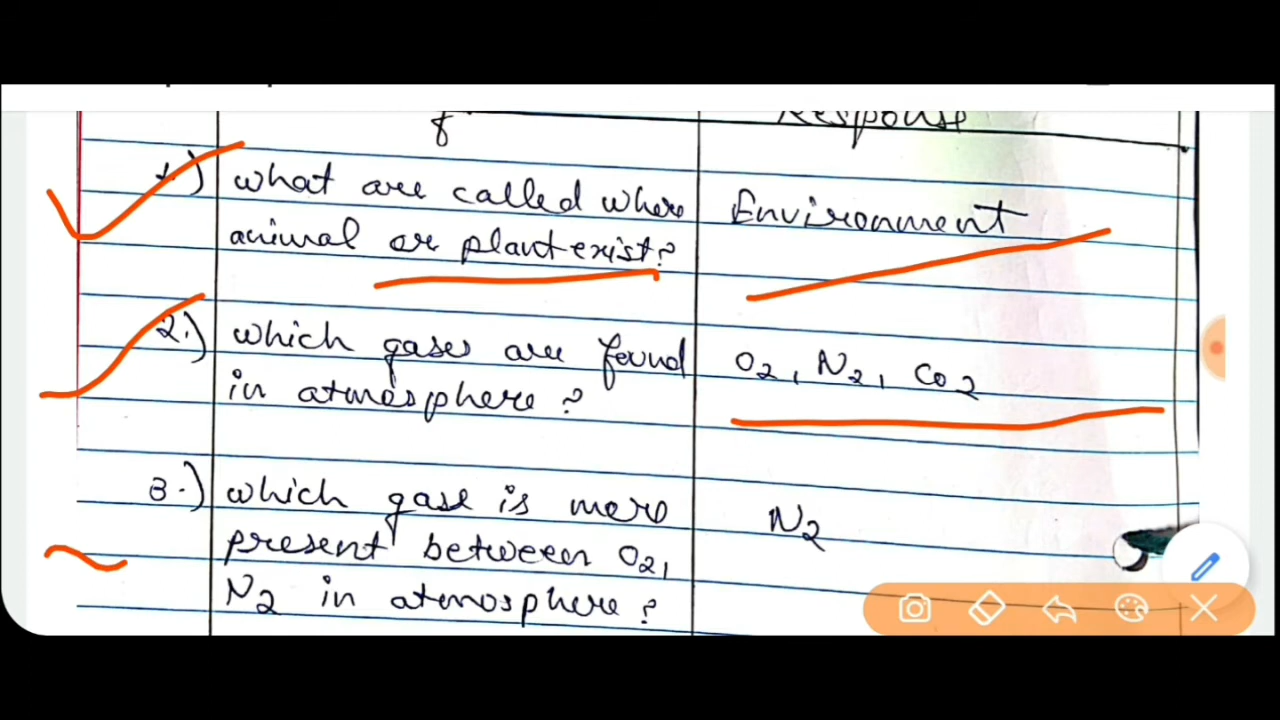 Response
1.) what are called where Environment
animal or plant exist?
2.) which gases are found O2, N2, CO2
in atmosphere ?
3.) which gase is more N2
present between O2,
N2 in atmosphere ?